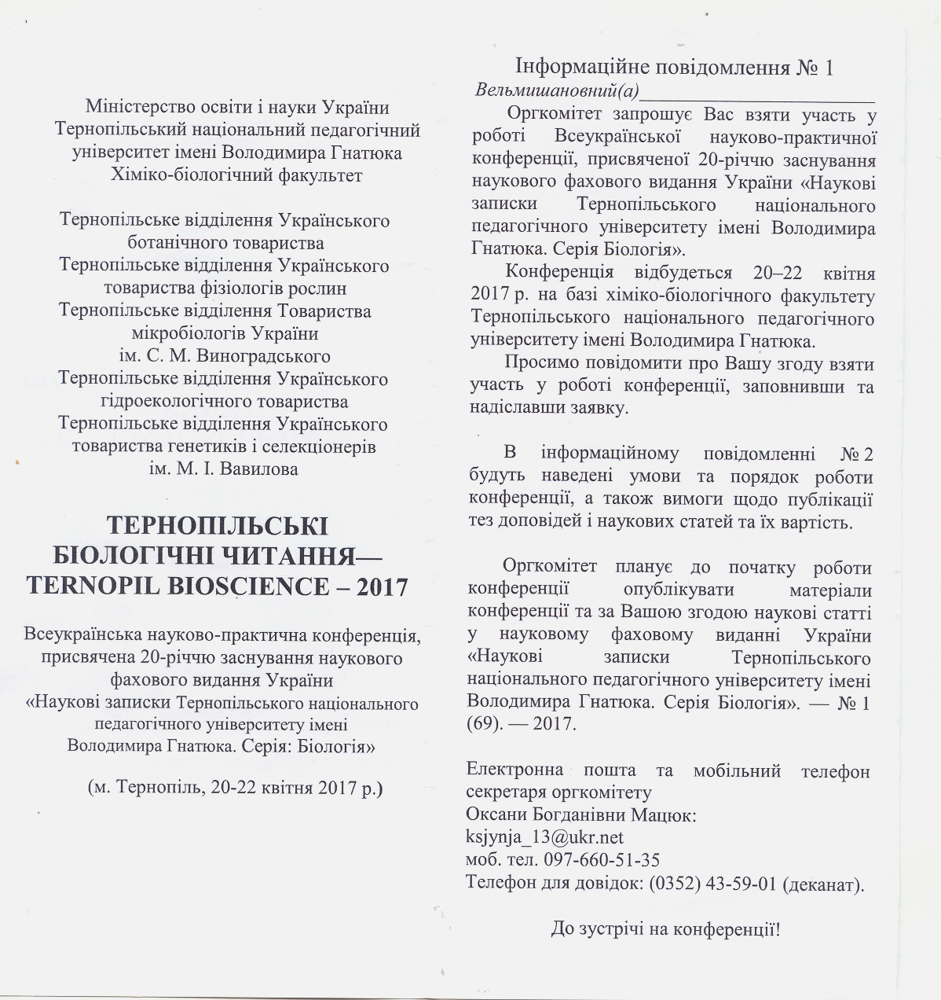 Міністерство освіти і науки України
Тернопільський національний педагогічний
університет імені Володимира Гнатюка
Хіміко-біологічний факультет
Тернопільське відділення Українського
ботанічного товариства
Тернопільське відділення Українського
товариства фізіологів рослин
Тернопільське відділення Товариства
мікробіологів України
ім. С. М. Виноградського
Тернопільське відділення Українського
гідроекологічного товариства
Тернопільське відділення Українського
товариства генетиків і селекціонерів
ім. М. І. Вавилова
ТЕРНОПІЛЬСЬКІ
БІОЛОГІЧНІ ЧИТАННЯ—
TERNOPIL BIOSCIENCE – 2017
Всеукраїнська науково-практична конференція,
присвячена 20-річчю заснування наукового
фахового видання України
«Наукові записки Тернопільського національного
педагогічного університету імені
Володимира Гнатюка. Серія: Біологія»
(м. Тернопіль, 20-22 квітня 2017 р.)
Інформаційне повідомлення № 1
Вельмишановний(а)_______________________
Оргкомітет запрошує Вас взяти участь у
роботі Всеукраїнської науково-практичної
конференції, присвяченої 20-річчю заснування
наукового фахового видання України «Наукові
записки Тернопільського національного
педагогічного університету імені Володимира
Гнатюка. Серія Біологія».
Конференція відбудеться 20–22 квітня
2017 р. на базі хіміко-біологічного факультету
Тернопільського національного педагогічного
університету імені Володимира Гнатюка.
Просимо повідомити про Вашу згоду взяти
участь у роботі конференції, заповнивши та
надіславши заявку.
В інформаційному повідомленні № 2
будуть наведені умови та порядок роботи
конференції, а також вимоги щодо публікації
тез доповідей і наукових статей та їх вартість.
Оргкомітет планує до початку роботи
конференції опублікувати матеріали
конференції та за Вашою згодою наукові статті
у науковому фаховому виданні України
«Наукові записки Тернопільського
національного педагогічного університету імені
Володимира Гнатюка. Серія Біологія». — № 1
(69). — 2017.
Електронна пошта та мобільний телефон
секретаря оргкомітету
Оксани Богданівни Мацюк:
ksjynja_13@ukr.net
моб. тел. 097-660-51-35
Телефон для довідок: (0352) 43-59-01 (деканат).
До зустрічі на конференції!